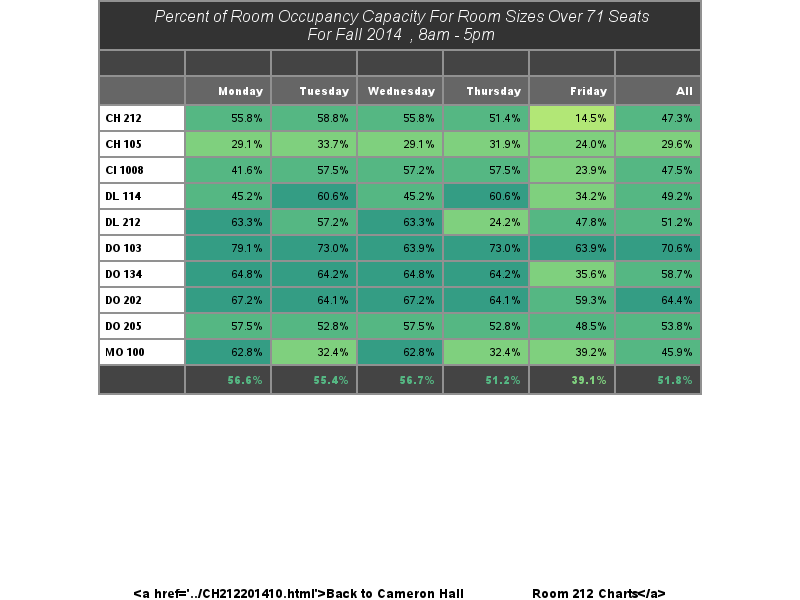 Percent of Room Occupancy Capacity For Room Sizes Over 71 Seats
For Fall 2014 , 8am - 5pm
Monday Tuesday Wednesday Thursday Friday All
CH 212 55.8% 58.8% 55.8% 51.4% 14.5% 47.3%
CH 105 29.1% 33.7% 29.1% 31.9% 24.0% 29.6%
CI 1008 41.6% 57.5% 57.2% 57.5% 23.9% 47.5%
DL 114 45.2% 60.6% 45.2% 60.6% 34.2% 49.2%
DL 212 63.3% 57.2% 63.3% 24.2% 47.8% 51.2%
DO 103 79.1% 73.0% 63.9% 73.0% 63.9% 70.6%
DO 134 64.8% 64.2% 64.8% 64.2% 35.6% 58.7%
DO 202 67.2% 64.1% 67.2% 64.1% 59.3% 64.4%
DO 205 57.5% 52.8% 57.5% 52.8% 48.5% 53.8%
MO 100 62.8% 32.4% 62.8% 32.4% 39.2% 45.9%
56.6% 55.4% 56.7% 51.2% 39.1% 51.8%
<a href='../CH212201410.html'>Back to Cameron Hall Room 212 Charts</a>